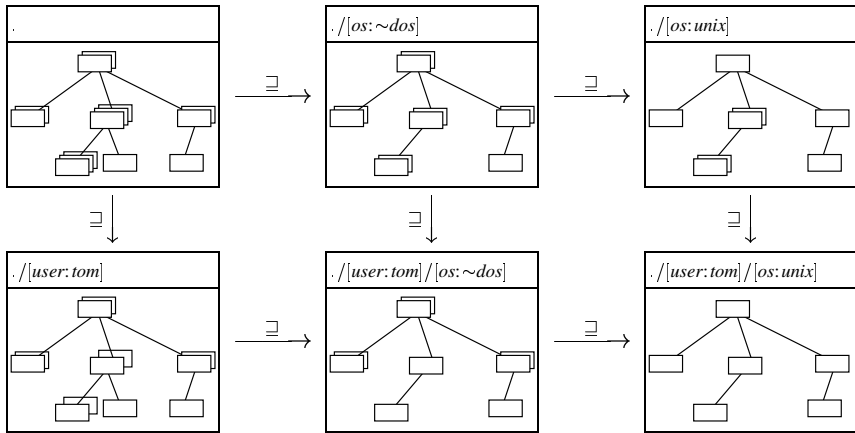 .
./[os:~dos]
./[os:unix]
⊒
⊒
⊒
⊒
⊒
./[user:tom]
./[user:tom]/[os:~dos]
./[user:tom]/[os:unix]
⊒
⊒